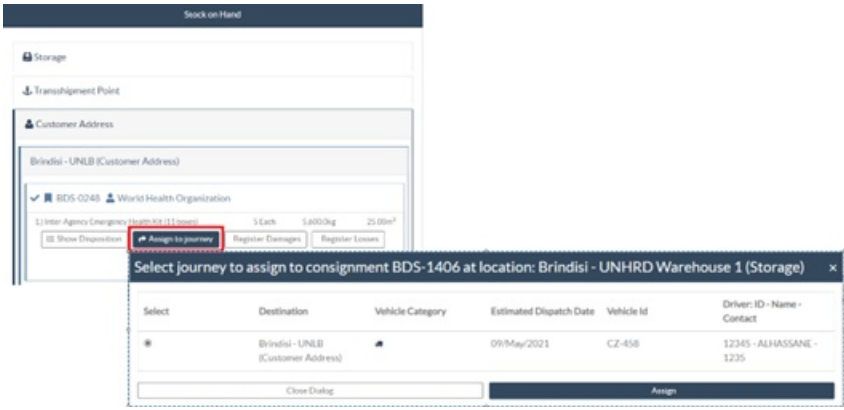 Stock on Hand
Storage
Transshipment Point
Customer Address
Brindisi - UNLB (Customer Address)
BDS-0248 World Health Organization
1.) Inter-Agency Emergency Health Kit (11 boxes) 5 Each 5,600.0kg 25.00m³
Show Disposition Assign to journey Register Damages Register Losses
Select journey to assign to consignment BDS-1406 at location: Brindisi - UNHRD Warehouse 1 (Storage) ×
Select Destination Vehicle Category Estimated Dispatch Date Vehicle Id Driver: ID - Name -
Contact
Brindisi - UNLB 09/May/2021 CZ-458 12345 - ALHASSANE -
(Customer Address) 1235
Close Dialog Assign